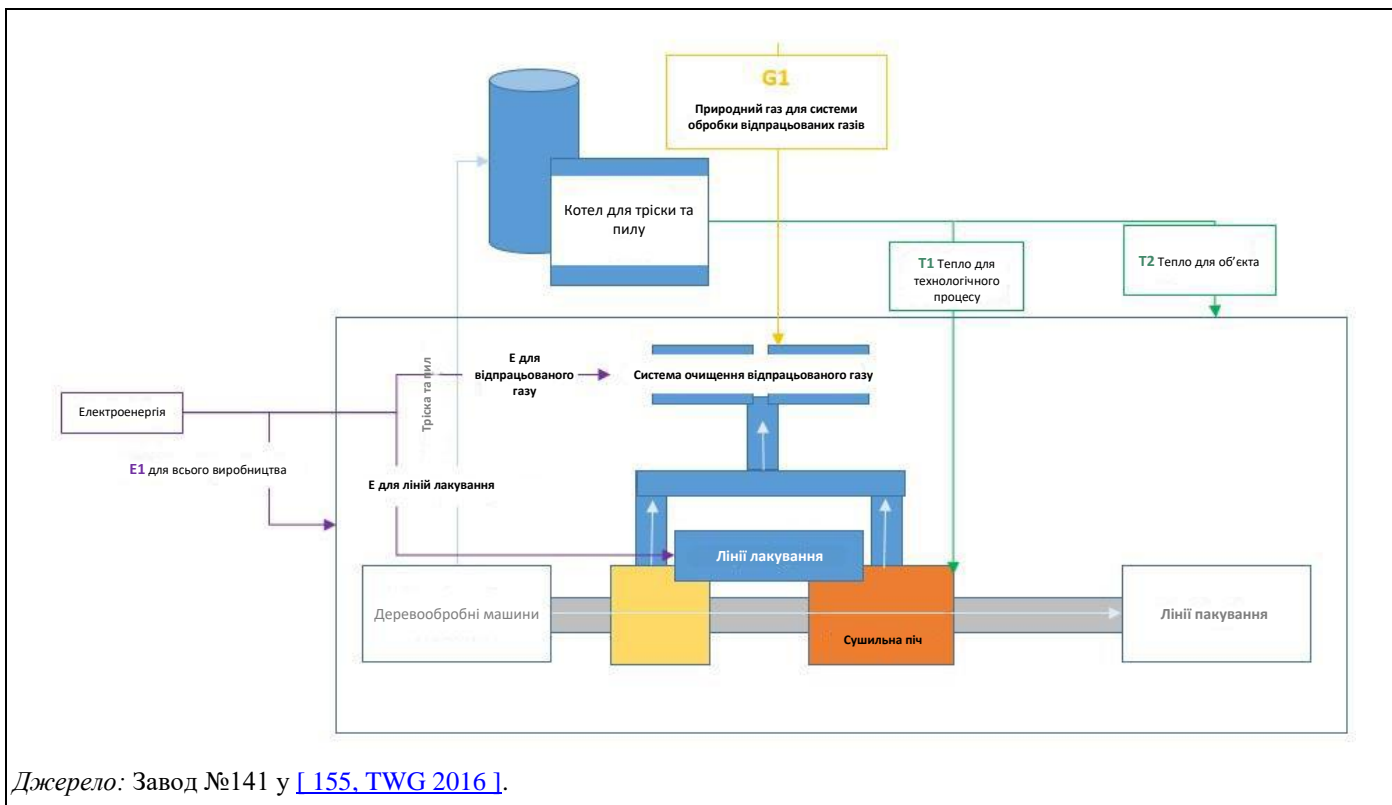 G1
Природний газ для системи
обробки відпрацьованих газів
Котел для тріски та
пилу
T1 Тепло для
технологічного
процесу
T2 Тепло для об’єкта
Тріска та пил
Е для
відпрацьованого
газу
Система очищення відпрацьованого газу
Електроенергія
E1 для всього виробництва
Е для ліній лакування
Лінії лакування
Деревообробні машини
Сушильна піч
Лінії пакування
Джерело: Завод №141 у [ 155, TWG 2016 ].